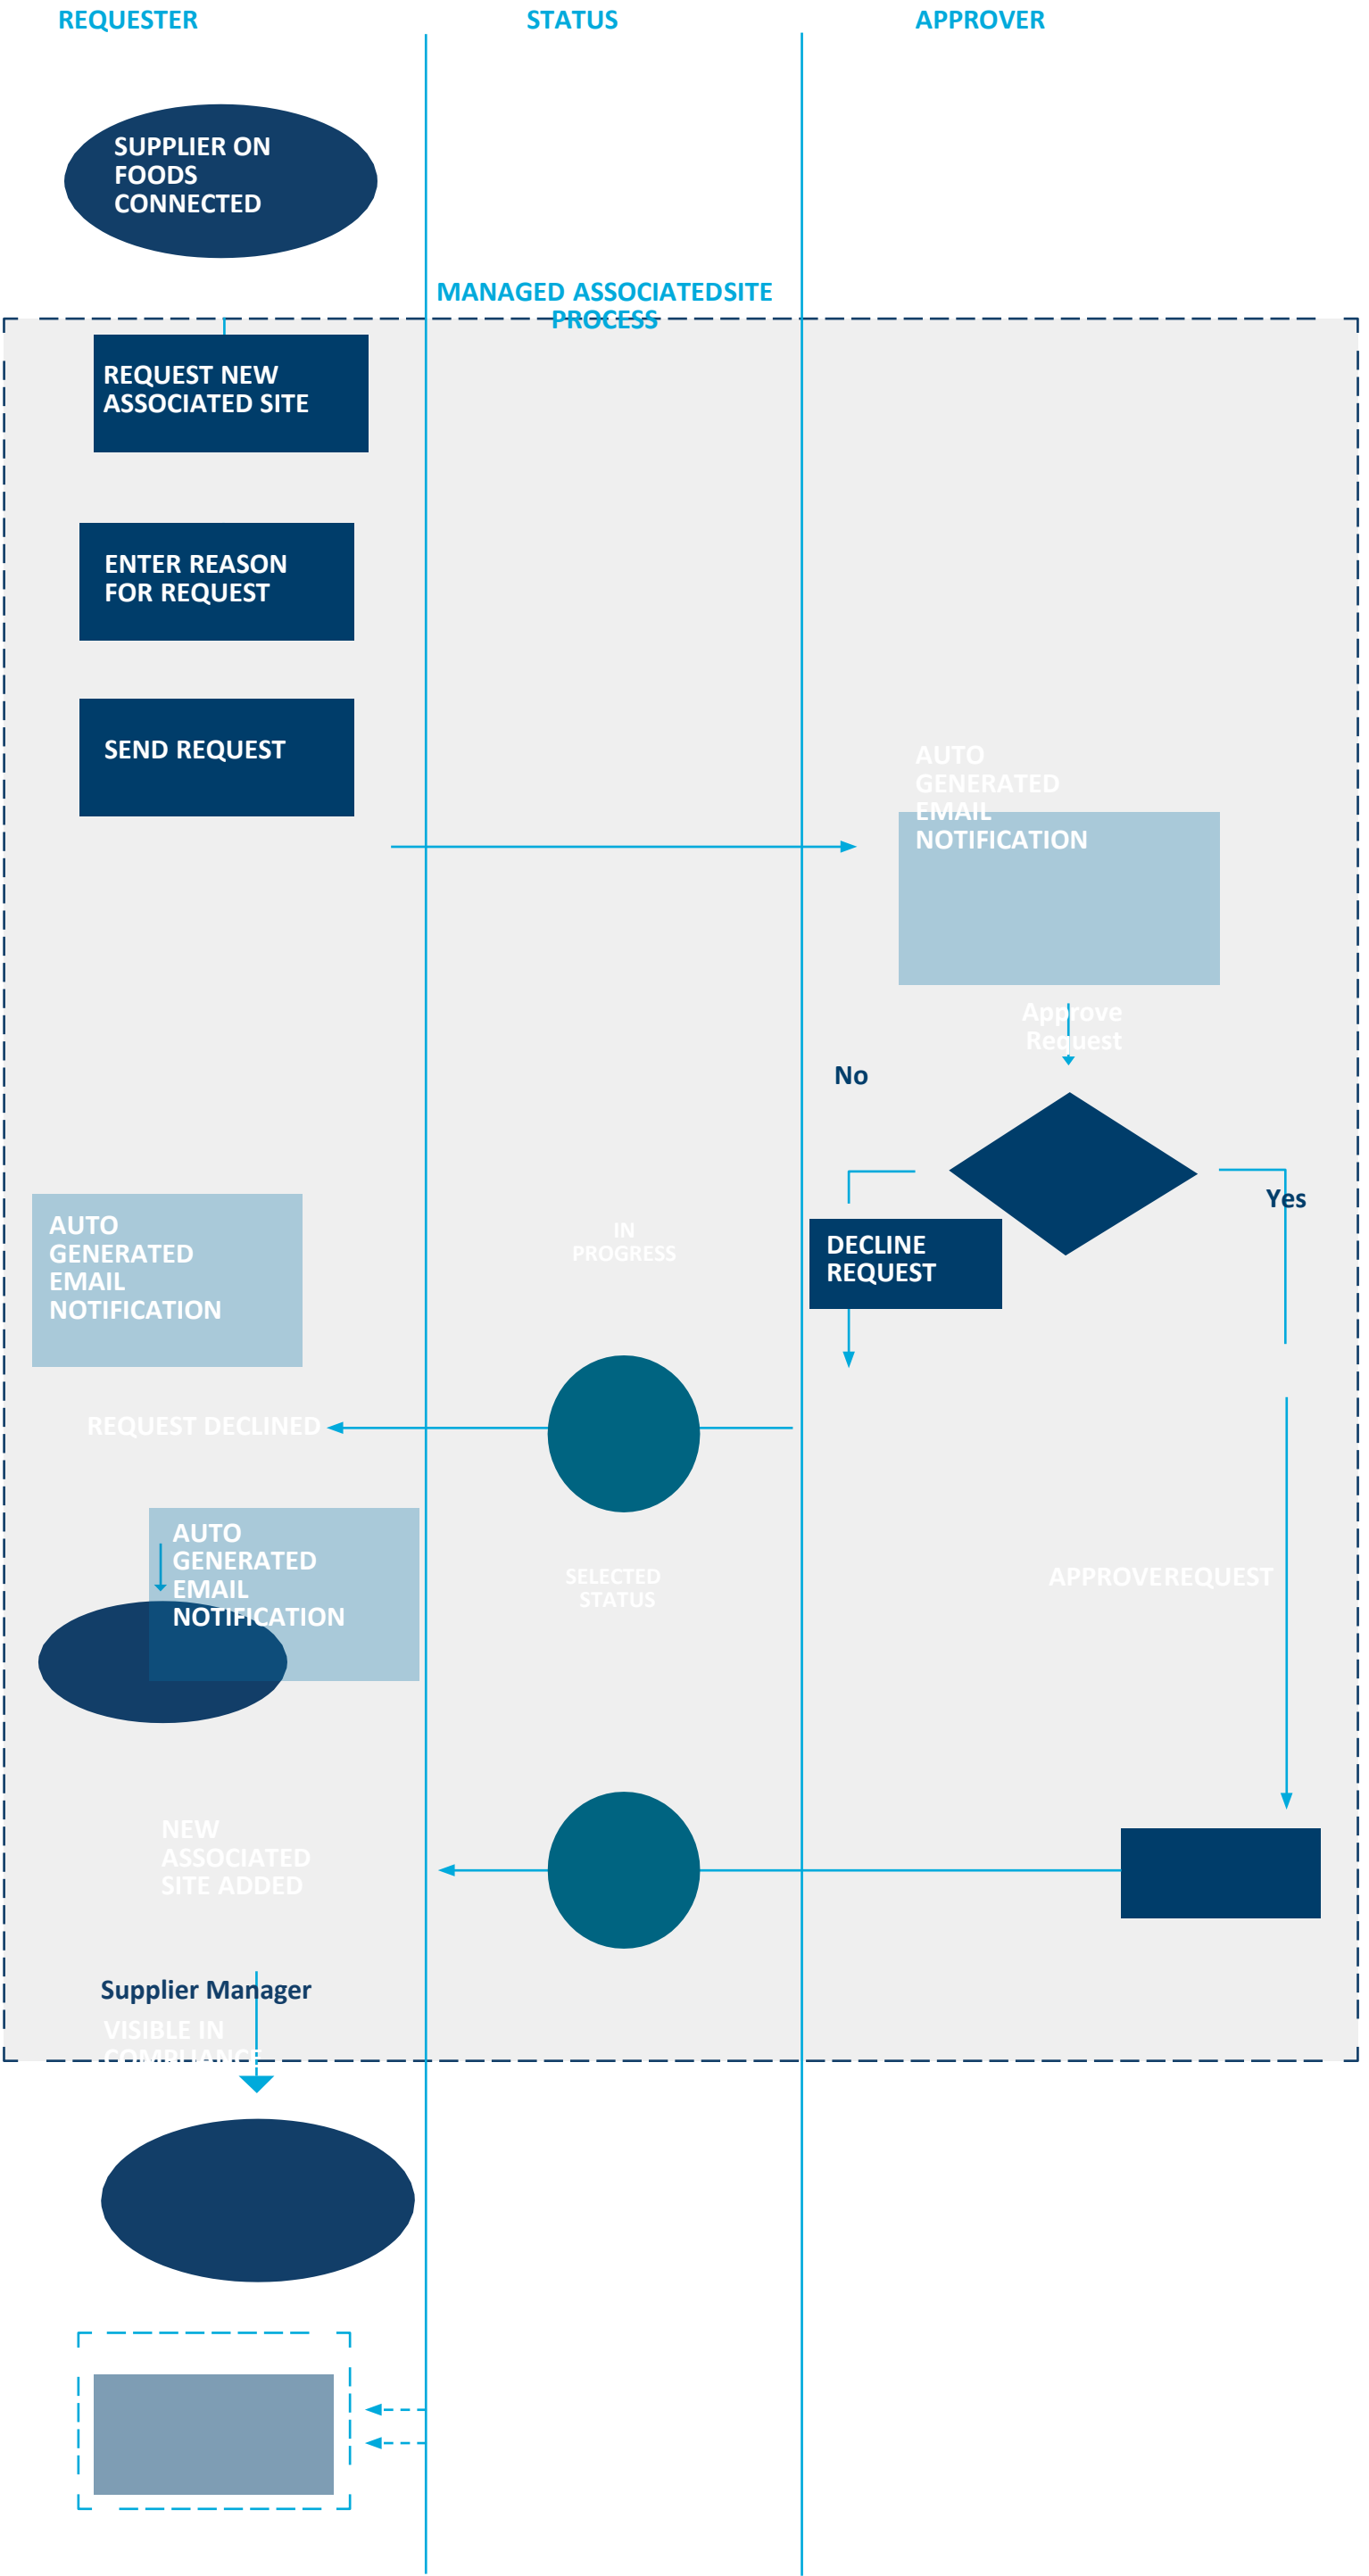 REQUESTER
STATUS
APPROVER
SUPPLIER ON
FOODS
CONNECTED
MANAGED ASSOCIATEDSITE
PROCESS
REQUEST NEW
ASSOCIATED SITE
ENTER REASON
FOR REQUEST
SEND REQUEST
AUTO
GENERATED
EMAIL
NOTIFICATION
Approve
Request
No
Yes
AUTO
GENERATED
EMAIL
NOTIFICATION
IN
PROGRESS
DECLINE
REQUEST
REQUEST DECLINED
AUTO
GENERATED
EMAIL
NOTIFICATION
SELECTED
STATUS
APPROVEREQUEST
NEW
ASSOCIATED
SITE ADDED
Supplier Manager
VISIBLE IN
COMPLIANCE